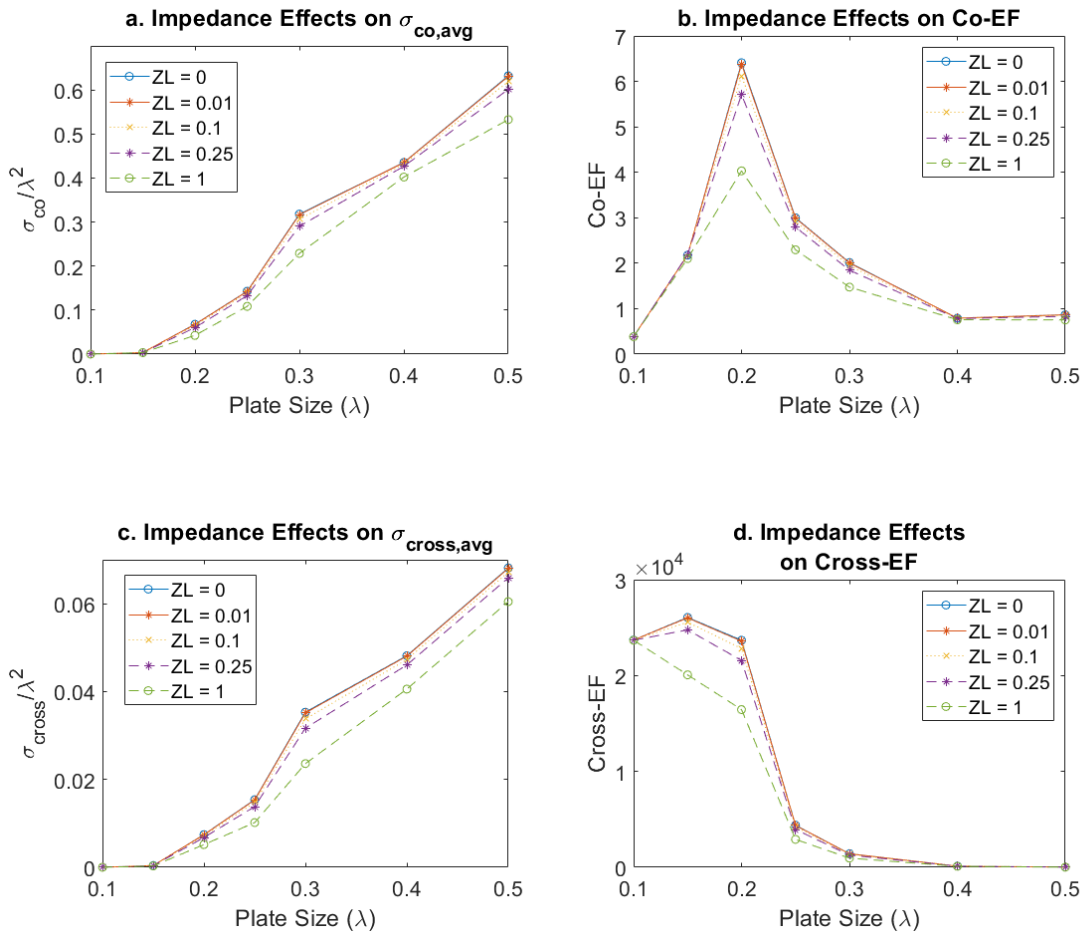 a. Impedance Effects on σco,avg
ZL = 0
ZL = 0.01
ZL = 0.1
ZL = 0.25
ZL = 1
σco/λ2
0.6
0.5
0.4
0.3
0.2
0.1
0
0.1
0.2
0.3
0.4
0.5
Plate Size (λ)
b. Impedance Effects on Co-EF
ZL = 0
ZL = 0.01
ZL = 0.1
ZL = 0.25
ZL = 1
Co-EF
7
6
5
4
3
2
1
0
0.1
0.2
0.3
0.4
0.5
Plate Size (λ)
c. Impedance Effects on σcross,avg
ZL = 0
ZL = 0.01
ZL = 0.1
ZL = 0.25
ZL = 1
σcross/λ2
0.06
0.04
0.02
0
0.1
0.2
0.3
0.4
0.5
Plate Size (λ)
d. Impedance Effects
on Cross-EF
×104
ZL = 0
ZL = 0.01
ZL = 0.1
ZL = 0.25
ZL = 1
Cross-EF
3
2
1
0
0.1
0.2
0.3
0.4
0.5
Plate Size (λ)